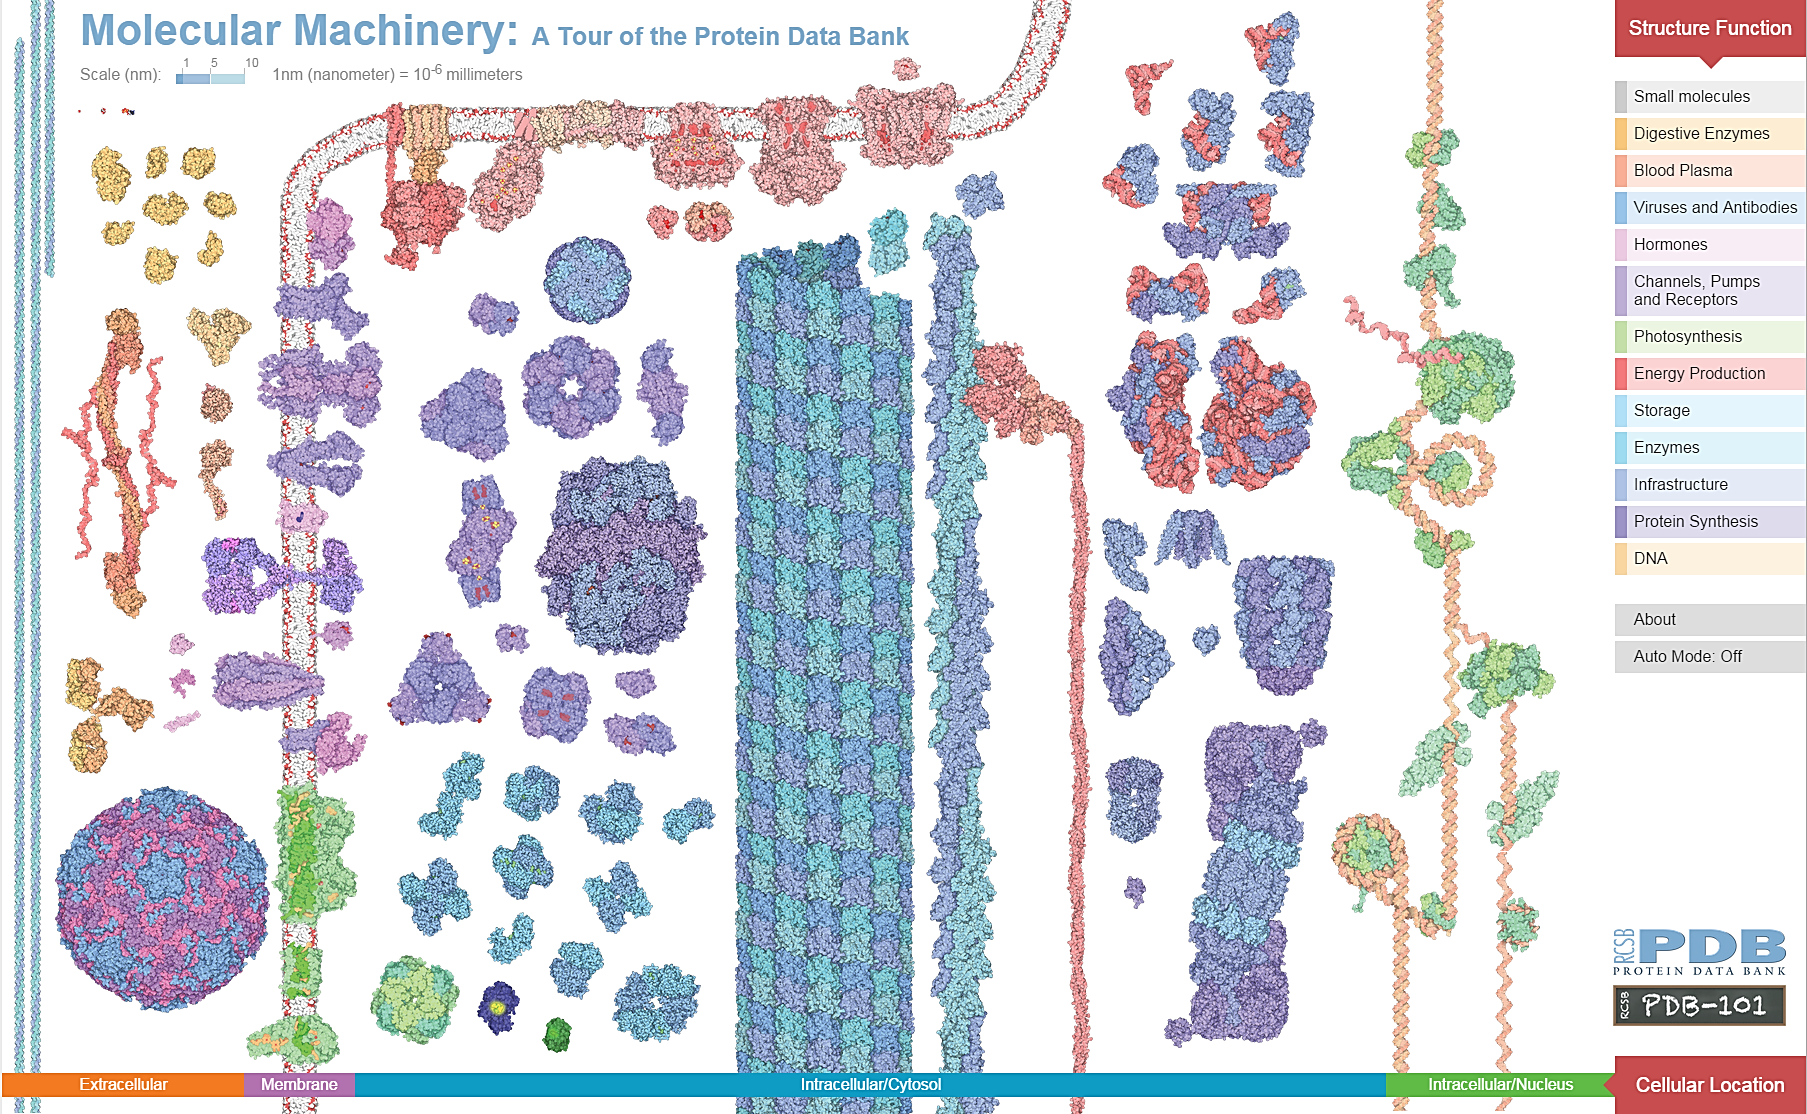 Molecular Machinery: A Tour of the Protein Data Bank
Scale (nm): 1 5 10 1nm (nanometer) = 10-6 millimeters
Structure Function
Small molecules
Digestive Enzymes
Blood Plasma
Viruses and Antibodies
Hormones
Channels, Pumps
and Receptors
Photosynthesis
Energy Production
Storage
Enzymes
Infrastructure
Protein Synthesis
DNA
About
Auto Mode: Off
RCSB PDB
PROTEIN DATA BANK
RCSB PDB-101
Extracellular
Membrane
Intracellular/Cytosol
Intracellular/Nucleus
Cellular Location